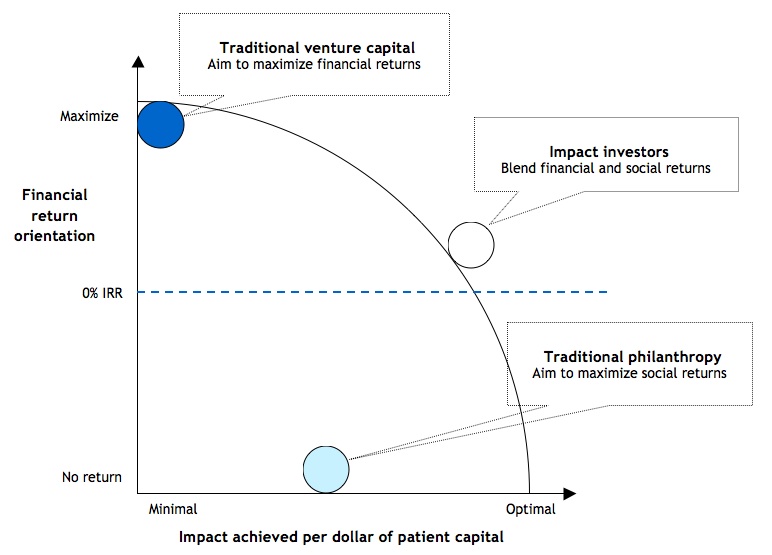 Traditional venture capital
Aim to maximize financial returns
Maximize
Impact investors
Blend financial and social returns
Financial
return
orientation
0% IRR
Traditional philanthropy
Aim to maximize social returns
No return
Minimal
Optimal
Impact achieved per dollar of patient capital